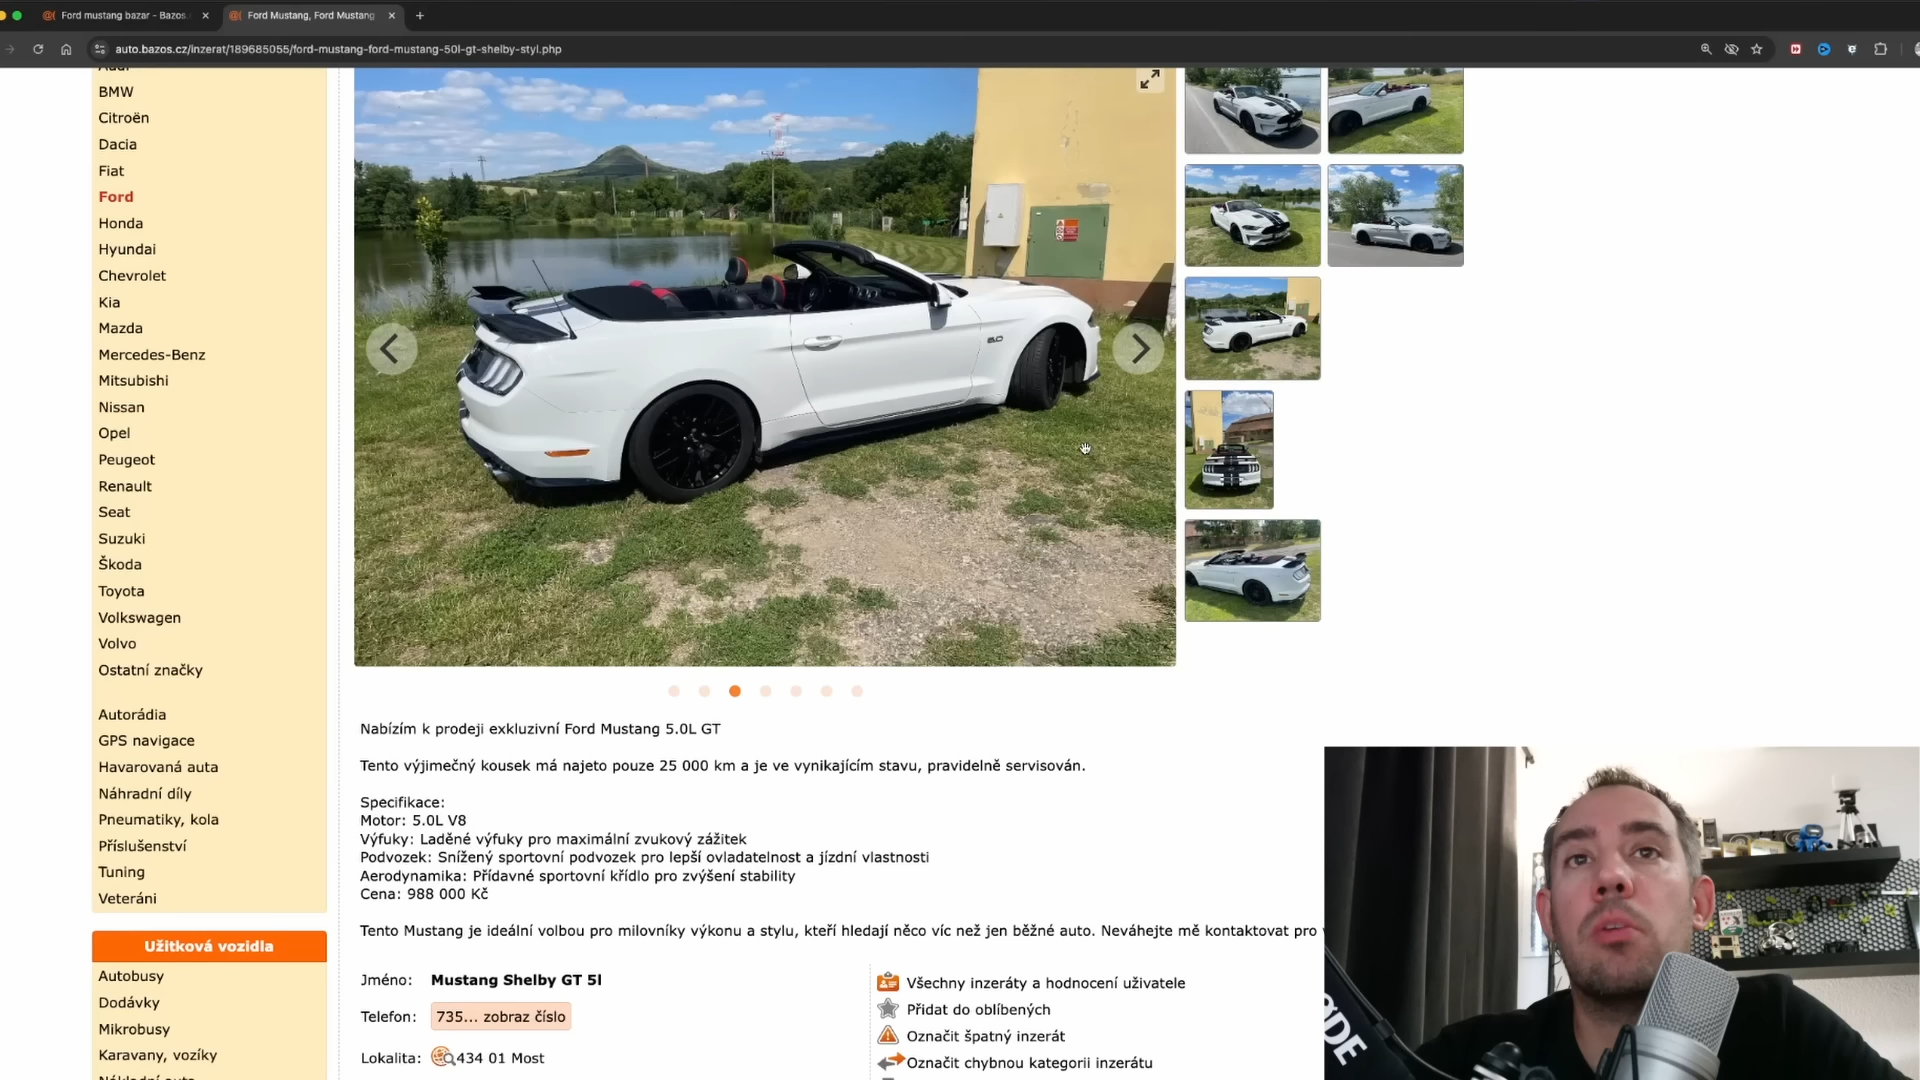 Ford mustang bazar - Bazos.
Ford Mustang, Ford Mustang
auto.bazos.cz/inzerat/189685055/ford-mustang-ford-mustang-50l-gt-shelby-styl.php
Audi
BMW
Citroën
Dacia
Fiat
Ford
Honda
Hyundai
Chevrolet
Kia
Mazda
Mercedes-Benz
Mitsubishi
Nissan
Opel
Peugeot
Renault
Seat
Suzuki
Škoda
Toyota
Volkswagen
Volvo
Ostatní značky
Autorádia
GPS navigace
Havarovaná auta
Náhradní díly
Pneumatiky, kola
Příslušenství
Tuning
Veteráni
Užitková vozidla
Autobusy
Dodávky
Mikrobusy
Karavany, vozíky
5.0
Nabízím k prodeji exkluzivní Ford Mustang 5.0L GT
Tento výjimečný kousek má najeto pouze 25 000 km a je ve vynikajícím stavu, pravidelně servisován.
Specifikace:
Motor: 5.0L V8
Výfuky: Laděné výfuky pro maximální zvukový zážitek
Podvozek: Snížený sportovní podvozek pro lepší ovladatelnost a jízdní vlastnosti
Aerodynamika: Přídavné sportovní křídlo pro zvýšení stability
Cena: 988 000 Kč
Tento Mustang je ideální volbou pro milovníky výkonu a stylu, kteří hledají něco víc než jen běžné auto. Neváhejte mě kontaktovat pro
Jméno: Mustang Shelby GT 5l
Telefon: 735... zobraz číslo
Lokalita: 434 01 Most
Všechny inzeráty a hodnocení uživatele
Přidat do oblíbených
Označit špatný inzerát
Označit chybnou kategorii inzerátu